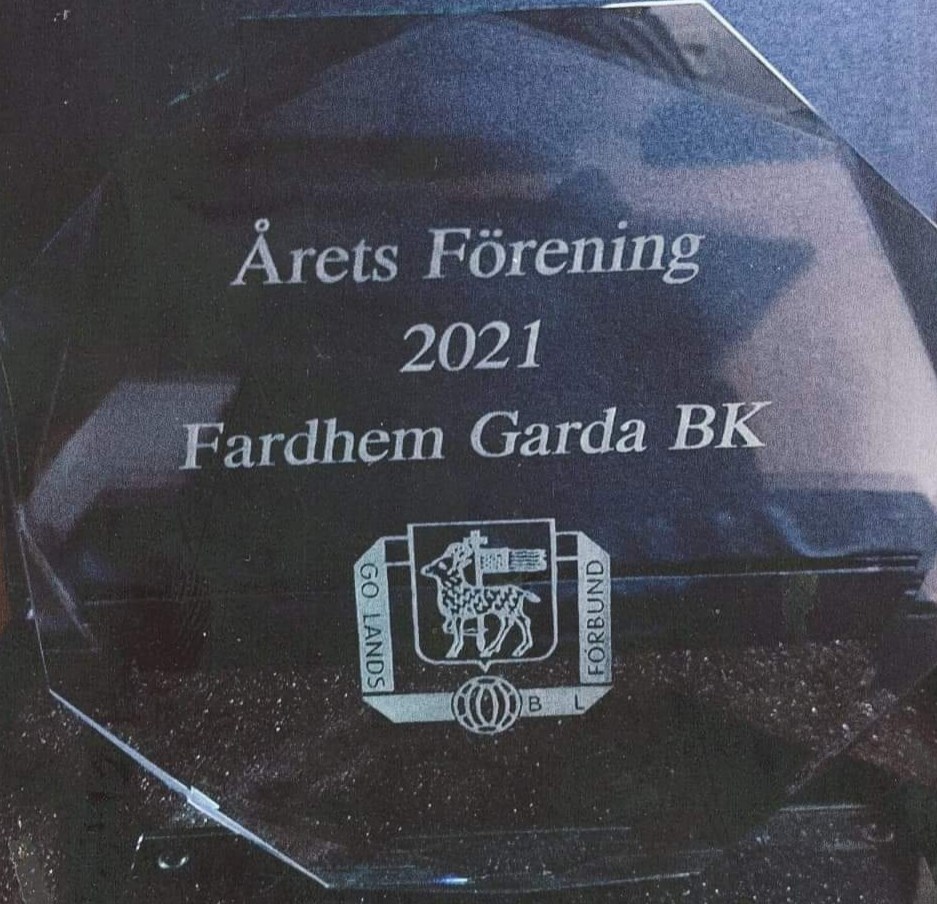 Årets Förening
2021
Fardhem Garda BK
GO LANDS
FÖRBUND
B L